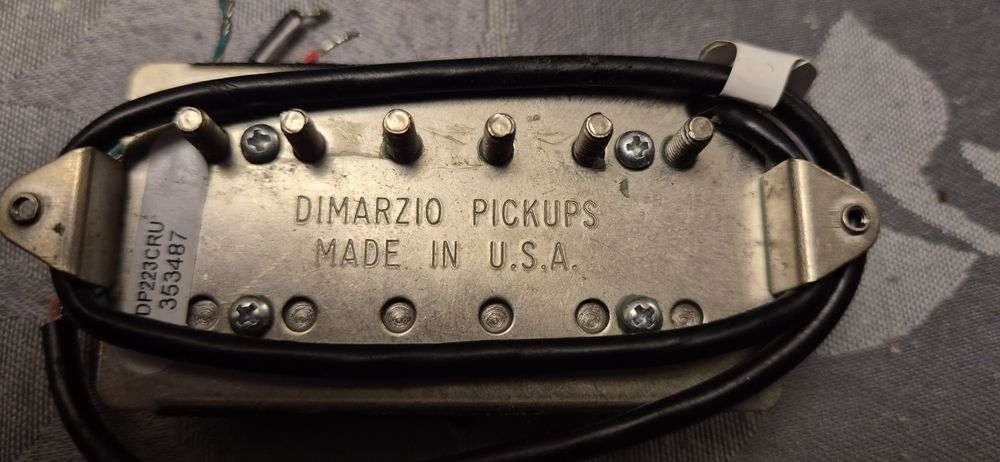 DIMARZIO PICKUPS
MADE IN U.S.A.
DP223CRU
353487